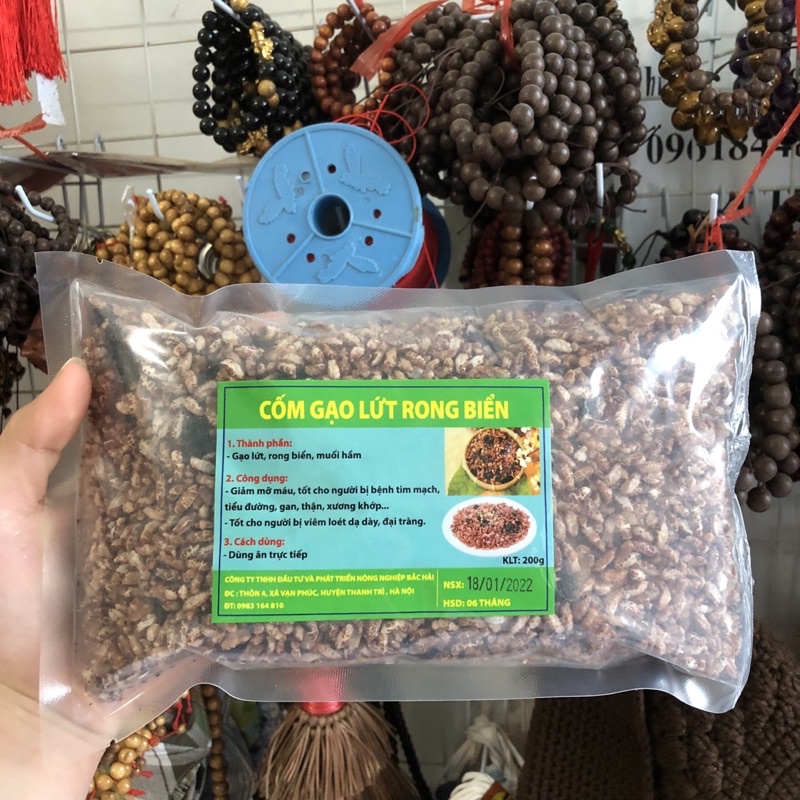 0961848
CỐM GẠO LỨT RONG BIỂN
1. Thành phần:
- Gạo lứt, rong biển, muối hầm
2. Công dụng:
- Giảm mỡ máu, tốt cho người bị bệnh tim mạch,
tiểu đường, gan, thận, xương khớp...
- Tốt cho người bị viêm loét dạ dày, đại tràng.
3. Cách dùng:
- Dùng ăn trực tiếp
KLT: 200g
CÔNG TY TNHH ĐẦU TƯ VÀ PHÁT TRIỂN NÔNG NGHIỆP BẮC HẢI
ĐC : THÔN 4, XÃ VẠN PHÚC, HUYỆN THANH TRÌ , HÀ NỘI
ĐT: 0983 164 810
NSX: 18/01/2022
HSD: 06 THÁNG